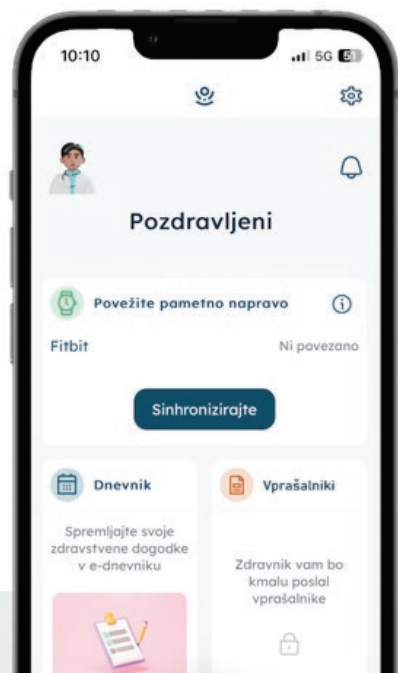 10:10
5G 51
Pozdravljeni
Povežite pametno napravo
Fitbit Ni povezano
Sinhronizirajte
Dnevnik
Spremljajte svoje
zdravstvene dogodke
v e-dnevniku
Vprašalniki
Zdravnik vam bo
kmalu poslal
vprašalnike